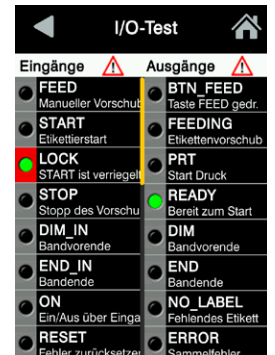 I/O-Test
Eingänge
FEED
Manueller Vorschub
START
Etikettierstart
LOCK
START ist verriegelt
STOP
Stopp des Vorschu
DIM_IN
Bandvorende
END_IN
Bandende
ON
Ein/Aus über Einga
RESET
Fehler zurücksetzen
Ausgänge
BTN_FEED
Taste FEED gedr.
FEEDING
Etikettenvorschub
PRT
Start Druck
READY
Bereit zum Start
DIM
Bandvorende
END
Bandende
NO_LABEL
Fehlendes Etikett
ERROR
Sammelfehler